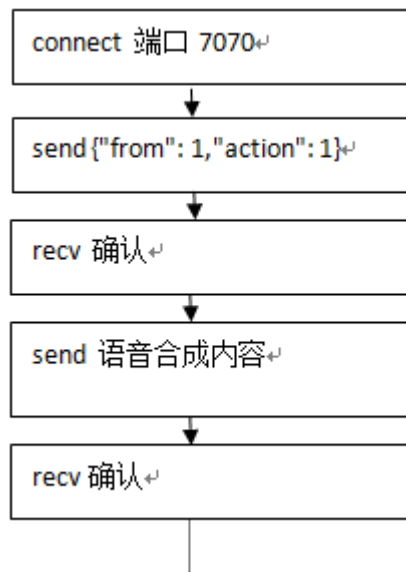 connect 端口 7070
send {"from": 1,"action": 1}
recv 确认
send 语音合成内容
recv 确认